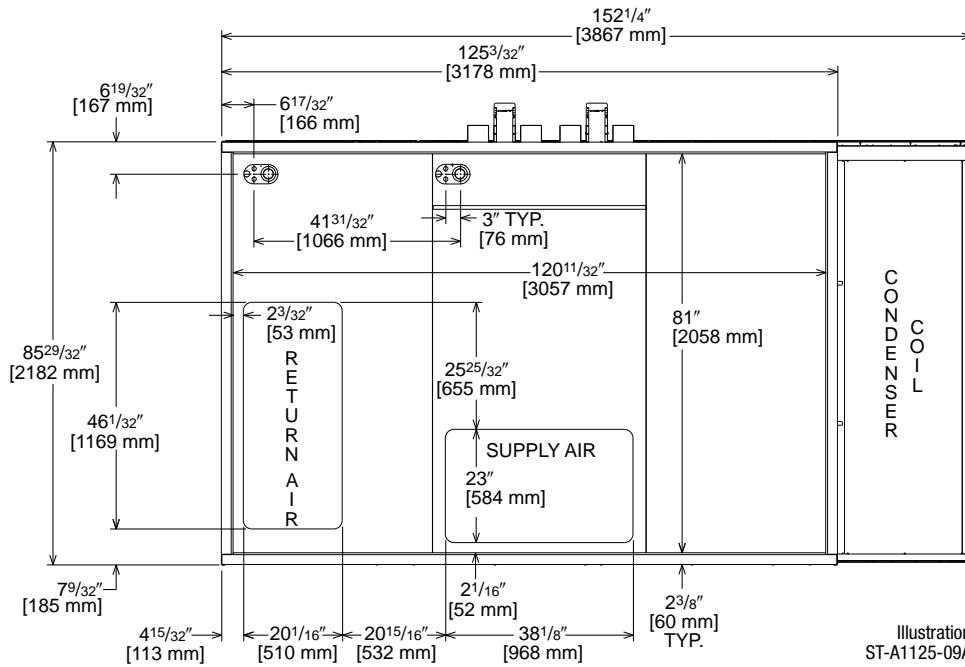 152 1/4″
[3867 mm]
125 3/32″
[3178 mm]
6 19/32″
[167 mm]
6 17/32″
[166 mm]
41 31/32″
[1066 mm]
3″ TYP.
[76 mm]
120 11/32″
[3057 mm]
2 3/32″
[53 mm]
85 29/32″
[2182 mm]
46 1/32″
[1169 mm]
RETURN AIR
25 25/32″
[655 mm]
81″
[2058 mm]
CONDENSER
COIL
SUPPLY AIR
23″
[584 mm]
7 9/32″
[185 mm]
2 1/16″
[52 mm]
2 3/8″
[60 mm]
TYP.
4 15/32″
[113 mm]
20 1/16″
[510 mm]
20 15/16″
[532 mm]
38 1/8″
[968 mm]
Illustration
ST-A1125-09A